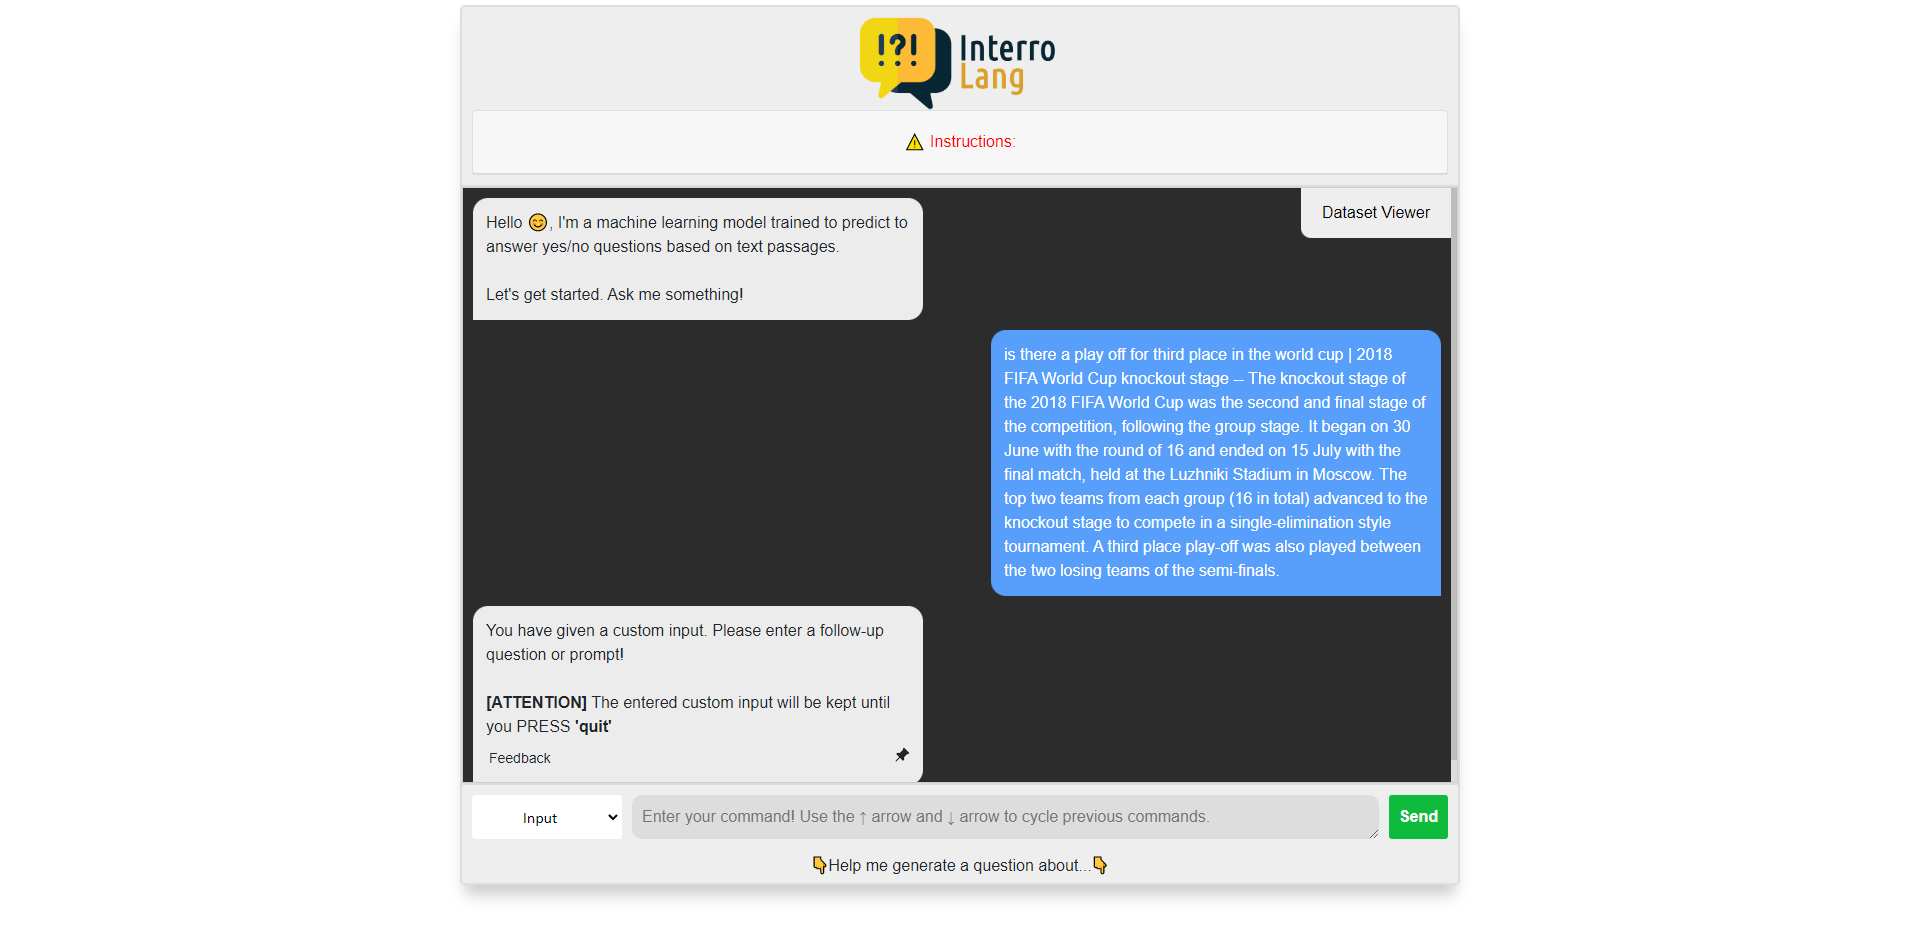 !?!
Interro
Lang
⚠ Instructions:
Dataset Viewer
Hello 😊, I'm a machine learning model trained to predict to
answer yes/no questions based on text passages.
Let's get started. Ask me something!
is there a play off for third place in the world cup | 2018
FIFA World Cup knockout stage -- The knockout stage of
the 2018 FIFA World Cup was the second and final stage of
the competition, following the group stage. It began on 30
June with the round of 16 and ended on 15 July with the
final match, held at the Luzhniki Stadium in Moscow. The
top two teams from each group (16 in total) advanced to the
knockout stage to compete in a single-elimination style
tournament. A third place play-off was also played between
the two losing teams of the semi-finals.
You have given a custom input. Please enter a follow-up
question or prompt!
[ATTENTION] The entered custom input will be kept until
you PRESS 'quit'
Feedback
Input
Enter your command! Use the ↑ arrow and ↓ arrow to cycle previous commands.
Send
👇Help me generate a question about...👇